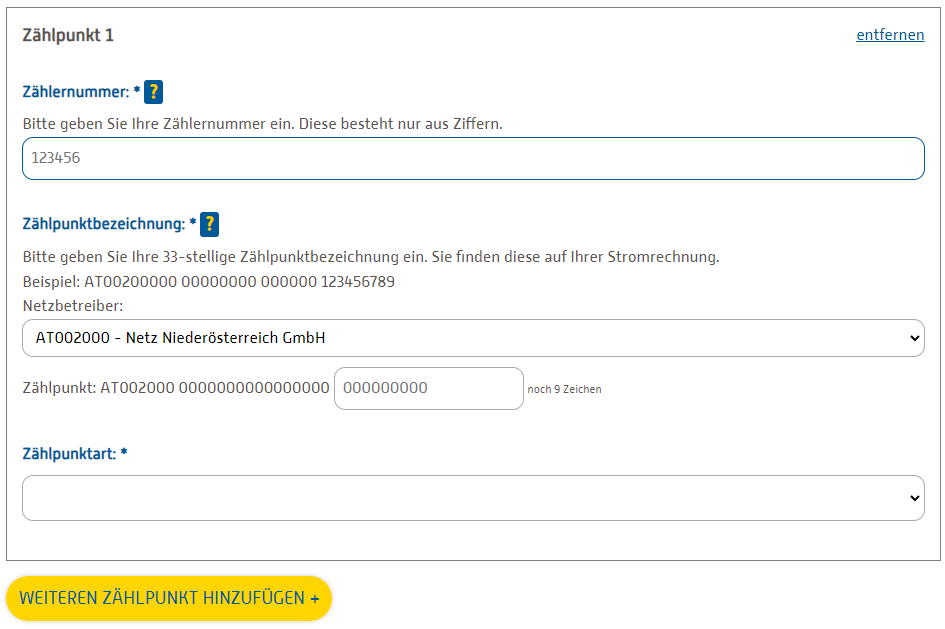 Zählpunkt 1 entfernen
Zählernummer: * ?
Bitte geben Sie Ihre Zählernummer ein. Diese besteht nur aus Ziffern.
123456
Zählpunktbezeichnung: * ?
Bitte geben Sie Ihre 33-stellige Zählpunktbezeichnung ein. Sie finden diese auf Ihrer Stromrechnung.
Beispiel: AT00200000 00000000 000000 123456789
Netzbetreiber:
AT002000 - Netz Niederösterreich GmbH
Zählpunkt: AT002000 0000000000000000 000000000 noch 9 Zeichen
Zählpunktart: *
WEITEREN ZÄHLPUNKT HINZUFÜGEN +